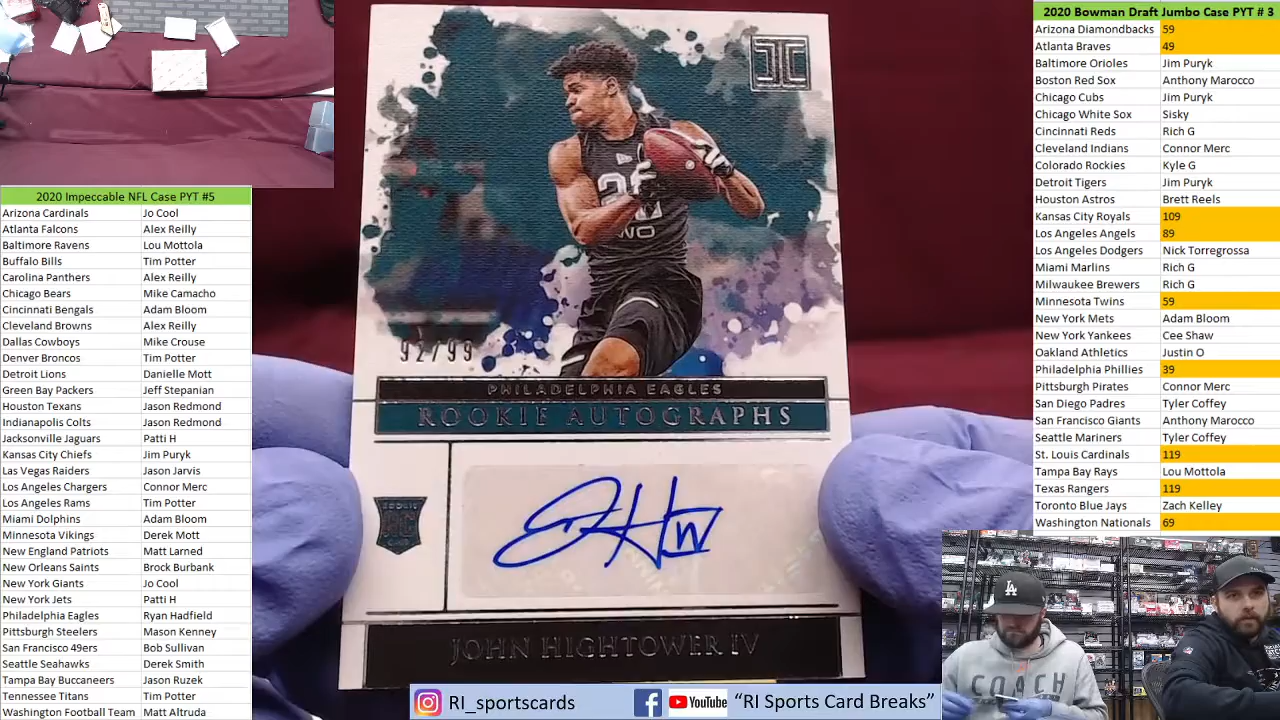 2020 Impeccable NFL Case PYT #5
Arizona Cardinals Jo Cool
Atlanta Falcons Alex Reilly
Baltimore Ravens Lou Mottola
Buffalo Bills Tim Potter
Carolina Panthers Alex Reilly
Chicago Bears Mike Camacho
Cincinnati Bengals Adam Bloom
Cleveland Browns Alex Reilly
Dallas Cowboys Mike Crouse
Denver Broncos Tim Potter
Detroit Lions Danielle Mott
Green Bay Packers Jeff Stepanian
Houston Texans Jason Redmond
Indianapolis Colts Jason Redmond
Jacksonville Jaguars Patti H
Kansas City Chiefs Jim Puryk
Las Vegas Raiders Jason Jarvis
Los Angeles Chargers Connor Merc
Los Angeles Rams Tim Potter
Miami Dolphins Adam Bloom
Minnesota Vikings Derek Mott
New England Patriots Matt Larned
New Orleans Saints Brock Burbank
New York Giants Jo Cool
New York Jets Patti H
Philadelphia Eagles Ryan Hadfield
Pittsburgh Steelers Mason Kenney
San Francisco 49ers Bob Sullivan
Seattle Seahawks Derek Smith
Tampa Bay Buccaneers Jason Ruzek
Tennessee Titans Tim Potter
Washington Football Team Matt Altruda
WO
92/99
PHILADELPHIA EAGLES
ROOKIE AUTOGRAPHS
ROOKIE
RC
CARD
JOHN HIGHTOWER IV
RI_sportscards
YouTube
"RI Sports Card Breaks"
2020 Bowman Draft Jumbo Case PYT # 3
Arizona Diamondbacks 59
Atlanta Braves 49
Baltimore Orioles Jim Puryk
Boston Red Sox Anthony Marocco
Chicago Cubs Jim Puryk
Chicago White Sox Sisky
Cincinnati Reds Rich G
Cleveland Indians Connor Merc
Colorado Rockies Kyle G
Detroit Tigers Jim Puryk
Houston Astros Brett Reels
Kansas City Royals 109
Los Angeles Angels 89
Los Angeles Dodgers Nick Torregrossa
Miami Marlins Rich G
Milwaukee Brewers Rich G
Minnesota Twins 59
New York Mets Adam Bloom
New York Yankees Cee Shaw
Oakland Athletics Justin O
Philadelphia Phillies 39
Pittsburgh Pirates Connor Merc
San Diego Padres Tyler Coffey
San Francisco Giants Anthony Marocco
Seattle Mariners Tyler Coffey
St. Louis Cardinals 119
Tampa Bay Rays Lou Mottola
Texas Rangers 119
Toronto Blue Jays Zach Kelley
Washington Nationals 69
LA
COACH